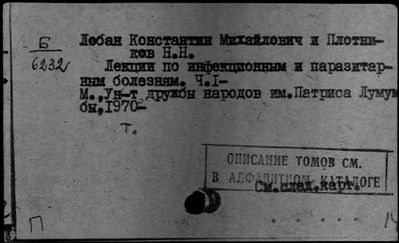 Б
6232
Лобан Константин Михайлович и Плотни-
ков Н.Н.
Лекции по инфекционным и паразитар-
ным болезням. Ч.I-
М., Ун-т дружбы народов им.Патриса Лумум
бы,1970-
Т.
ОПИСАНИЕ ТОМОВ СМ.
В АЛФАВИТНОМ КАТАЛОГЕ
См.след.карт.
П